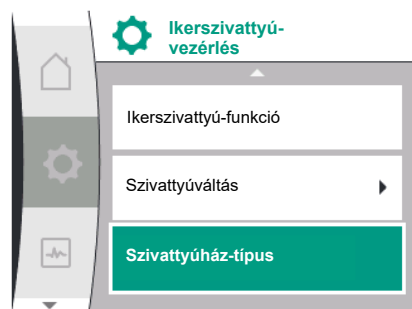 Ikerszivattyú-
vezérlés
Ikerszivattyú-funkció
Szivattyúváltás
Szivattyúház-típus